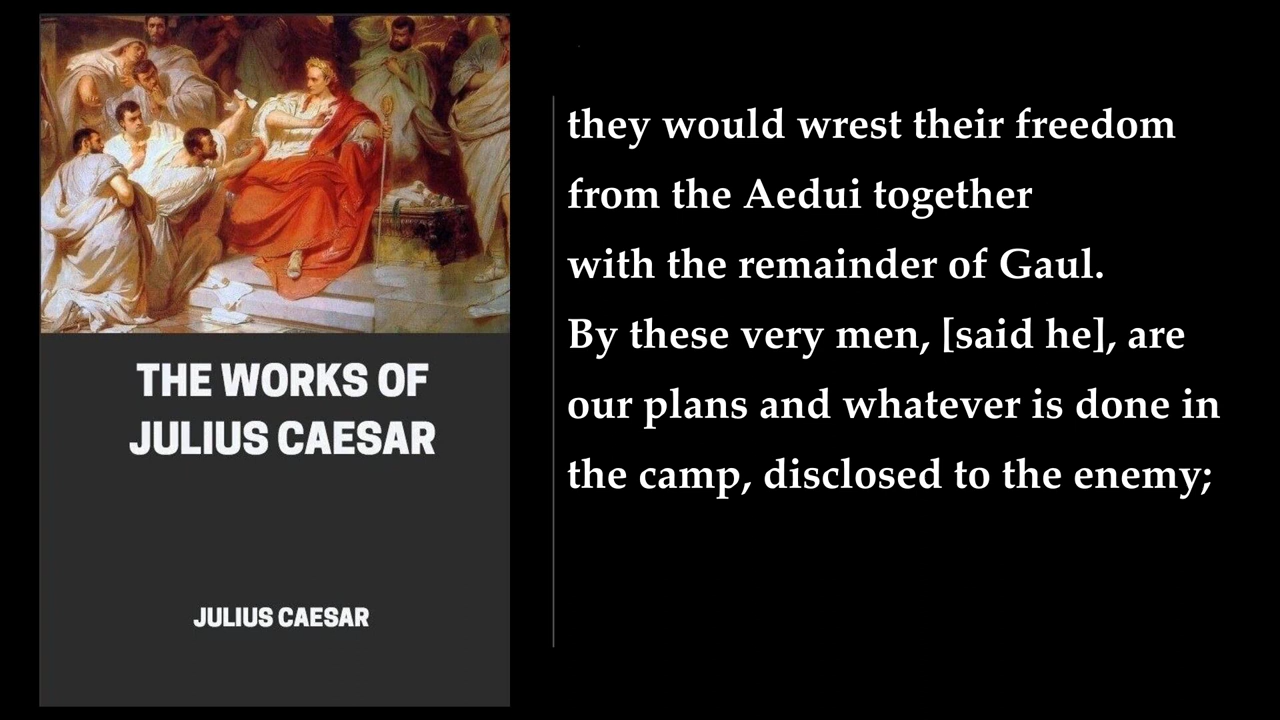 THE WORKS OF
JULIUS CAESAR
JULIUS CAESAR
they would wrest their freedom
from the Aedui together
with the remainder of Gaul.
By these very men, [said he], are
our plans and whatever is done in
the camp, disclosed to the enemy;